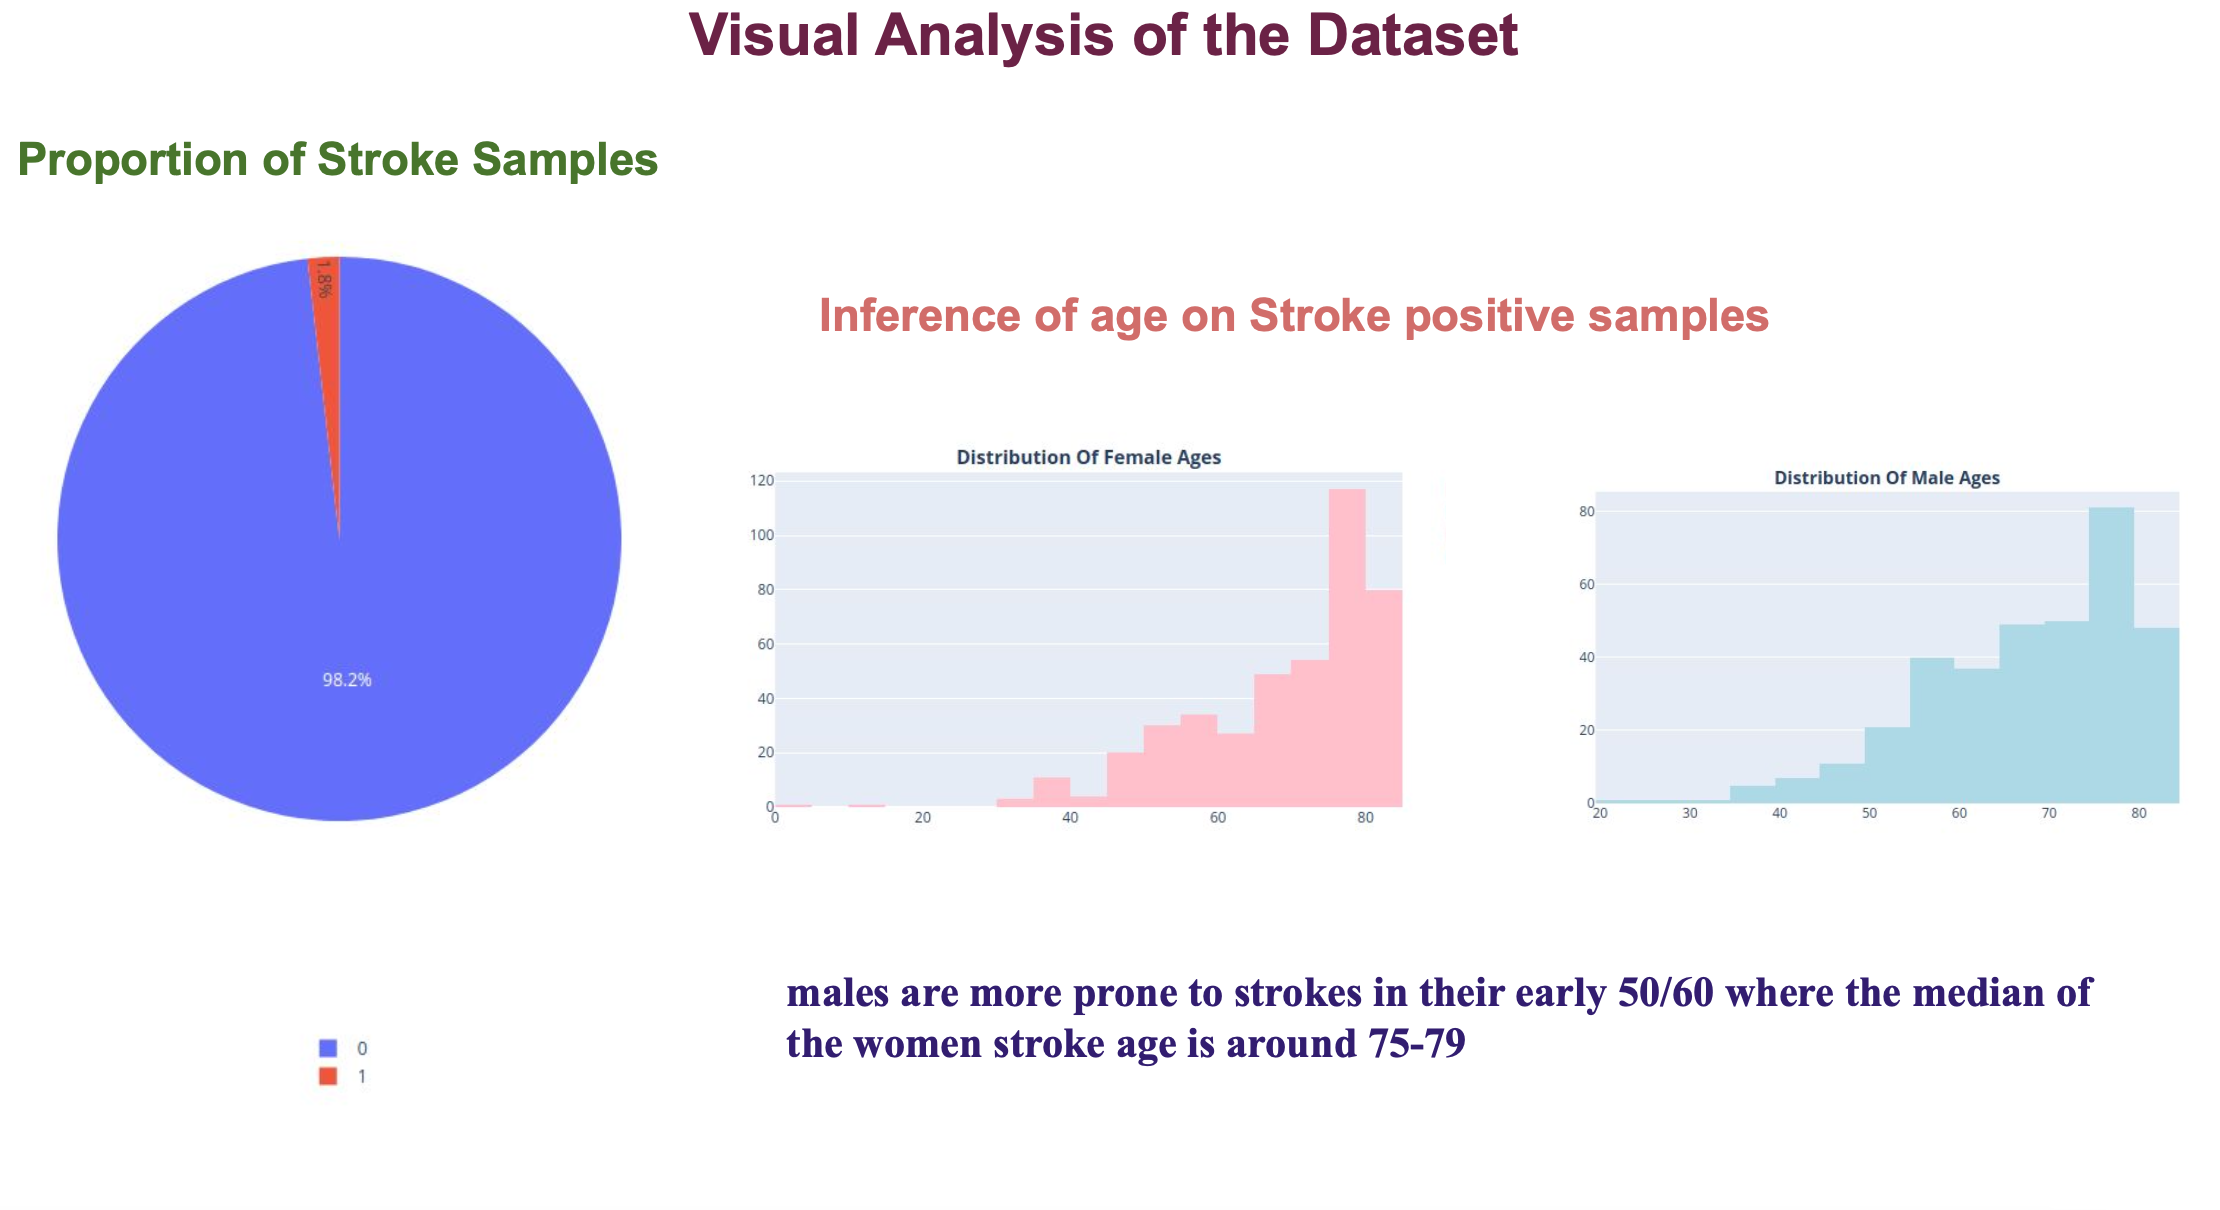 Visual Analysis of the Dataset
Proportion of Stroke Samples
1.8%
98.2%
0
1
Inference of age on Stroke positive samples
Distribution Of Female Ages
120
100
80
60
40
20
0
0 20 40 60 80
Distribution Of Male Ages
80
60
40
20
0
20 30 40 50 60 70 80
males are more prone to strokes in their early 50/60 where the median of
the women stroke age is around 75-79